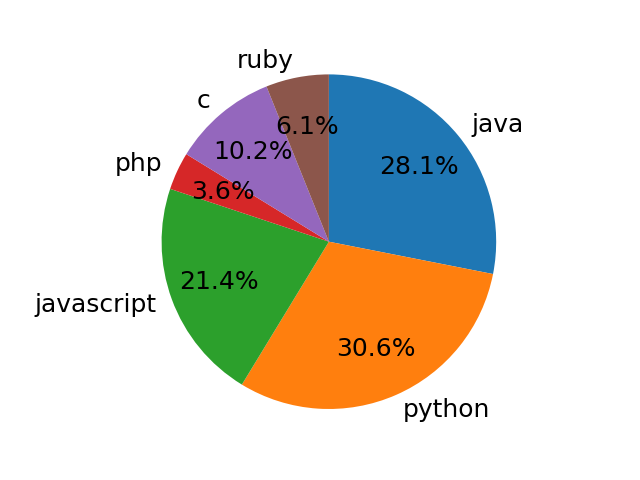 ruby
c
java
6.1%
10.2%
php
28.1%
3.6%
21.4%
javascript
30.6%
python